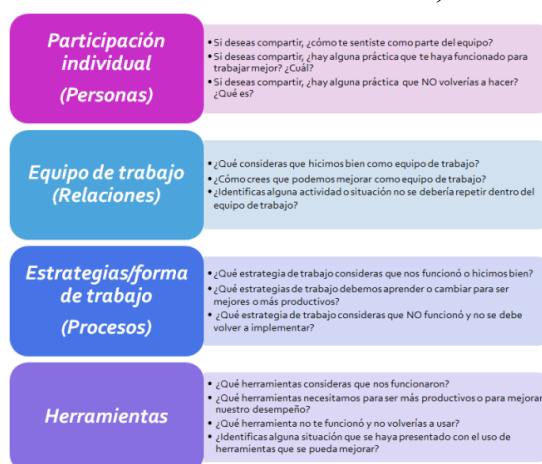 Participación
individual
(Personas)
• Si deseas compartir, ¿cómo te sentiste como parte del equipo?
• Si deseas compartir, ¿hay alguna práctica que te haya funcionado para
trabajar mejor? ¿Cuál?
• Si deseas compartir, ¿hay alguna práctica que NO volverías a hacer?
¿Qué es?
Equipo de trabajo
(Relaciones)
• ¿Qué consideras que hicimos bien como equipo de trabajo?
• ¿Cómo crees que podemos mejorar como equipo de trabajo?
• ¿Identificas alguna actividad o situación no se debería repetir dentro del
equipo de trabajo?
Estrategias/forma
de trabajo
(Procesos)
• ¿Qué estrategia de trabajo consideras que nos funcionó o hicimos bien?
• ¿Qué estrategias de trabajo debemos aprender o cambiar para ser
mejores o más productivos?
• ¿Qué estrategia de trabajo consideras que NO funcionó y no se debe
volver a implementar?
Herramientas
• ¿Qué herramientas consideras que nos funcionaron?
• ¿Qué herramientas necesitamos para ser más productivos o para mejorar
nuestro desempeño?
• ¿Qué herramienta no te funcionó y no volverías a usar?
• ¿Identificas alguna situación que se haya presentado con el uso de
herramientas que se pueda mejorar?